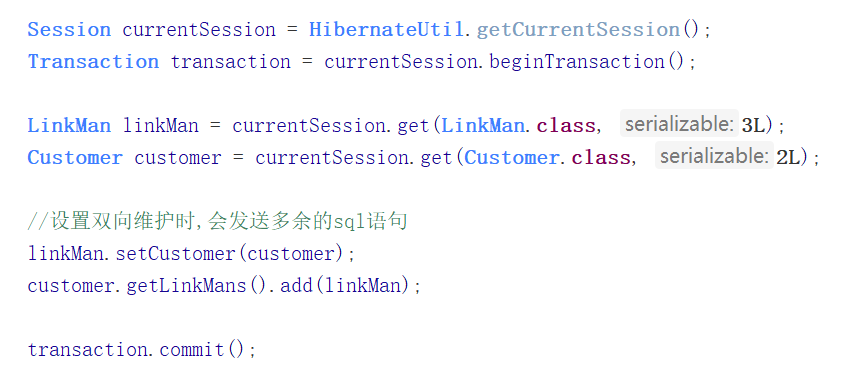 Session currentSession = HibernateUtil.getCurrentSession();
Transaction transaction = currentSession.beginTransaction();
LinkMan linkMan = currentSession.get(LinkMan.class, serializable: 3L);
Customer customer = currentSession.get(Customer.class, serializable: 2L);
//设置双向维护时,会发送多余的sql语句
linkMan.setCustomer(customer);
customer.getLinkMans().add(linkMan);
transaction.commit();